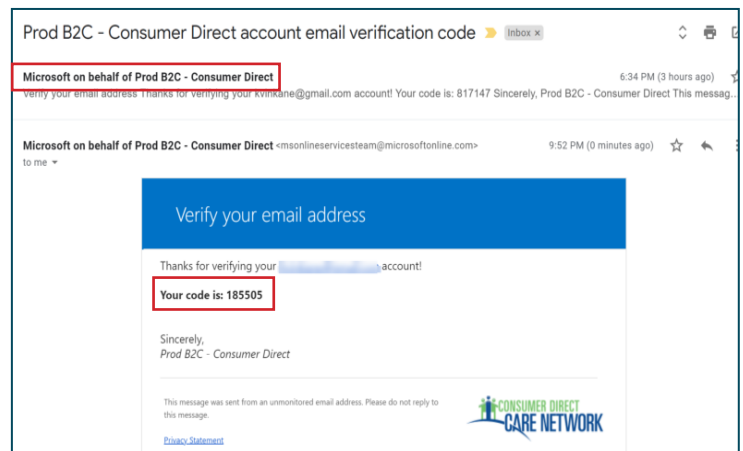 Prod B2C - Consumer Direct account email verification code Inbox ×
Microsoft on behalf of Prod B2C - Consumer Direct 6:34 PM (3 hours ago)
Verify your email address Thanks for verifying your kvinkane@gmail.com account! Your code is: 817147 Sincerely, Prod B2C - Consumer Direct This messag...
Microsoft on behalf of Prod B2C - Consumer Direct <msonlineservicesteam@microsoftonline.com> 9:52 PM (0 minutes ago)
to me
Verify your email address
Thanks for verifying your account!
Your code is: 185505
Sincerely,
Prod B2C - Consumer Direct
This message was sent from an unmonitored email address. Please do not reply to
this message.
Privacy Statement
CONSUMER DIRECT
CARE NETWORK